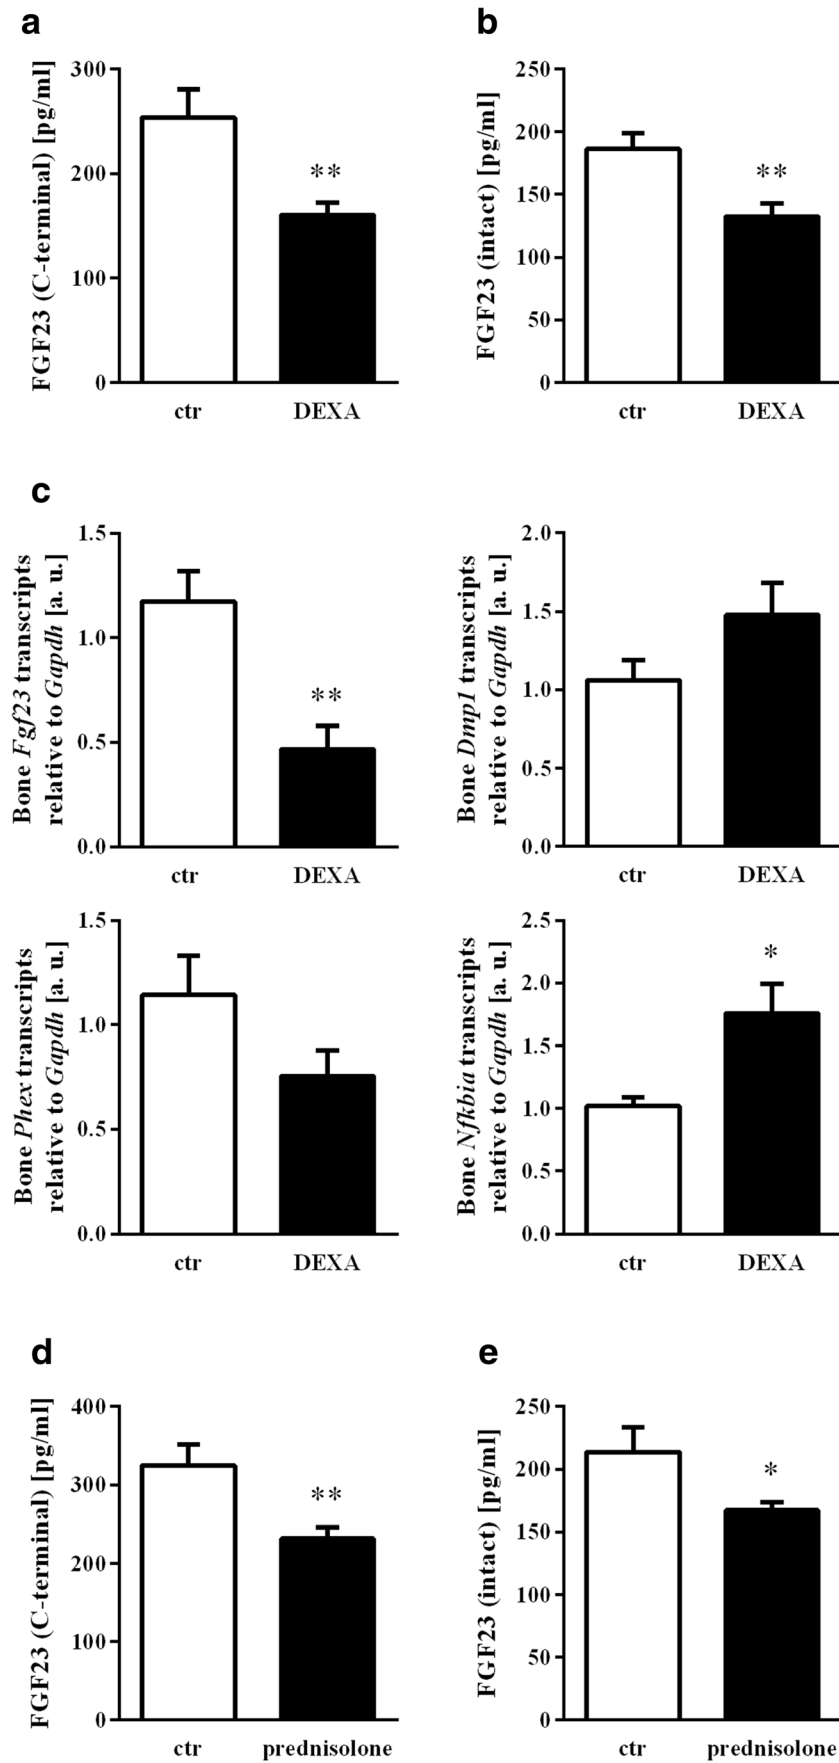 a
FGF23 (C-terminal) [pg/ml]
300
200
100
0
**
ctr DEXA
b
FGF23 (intact) [pg/ml]
250
200
150
100
50
0
**
ctr DEXA
c
Bone Fgf23 transcripts
relative to Gapdh [a. u.]
1.5
1.0
0.5
0.0
**
ctr DEXA
Bone Dmp1 transcripts
relative to Gapdh [a. u.]
2.0
1.5
1.0
0.5
0.0
ctr DEXA
Bone Phex transcripts
relative to Gapdh [a. u.]
1.5
1.0
0.5
0.0
ctr DEXA
Bone Nfkbia transcripts
relative to Gapdh [a. u.]
2.5
2.0
1.5
1.0
0.5
0.0
*
ctr DEXA
d
FGF23 (C-terminal) [pg/ml]
400
300
200
100
0
**
ctr prednisolone
e
FGF23 (intact) [pg/ml]
250
200
150
100
50
0
*
ctr prednisolone